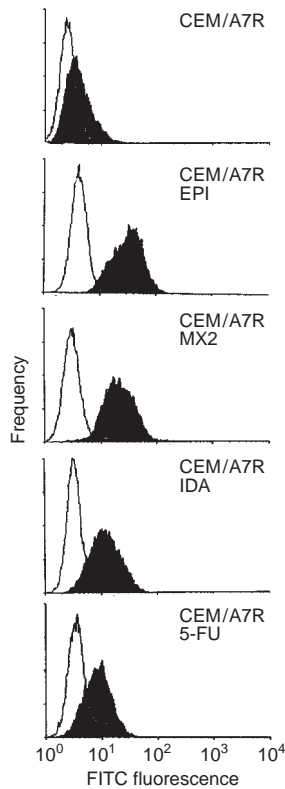 CEM/A7R
CEM/A7R
EPI
CEM/A7R
MX2
Frequency
CEM/A7R
IDA
CEM/A7R
5-FU
10⁰ 10¹ 10² 10³ 10⁴
FITC fluorescence